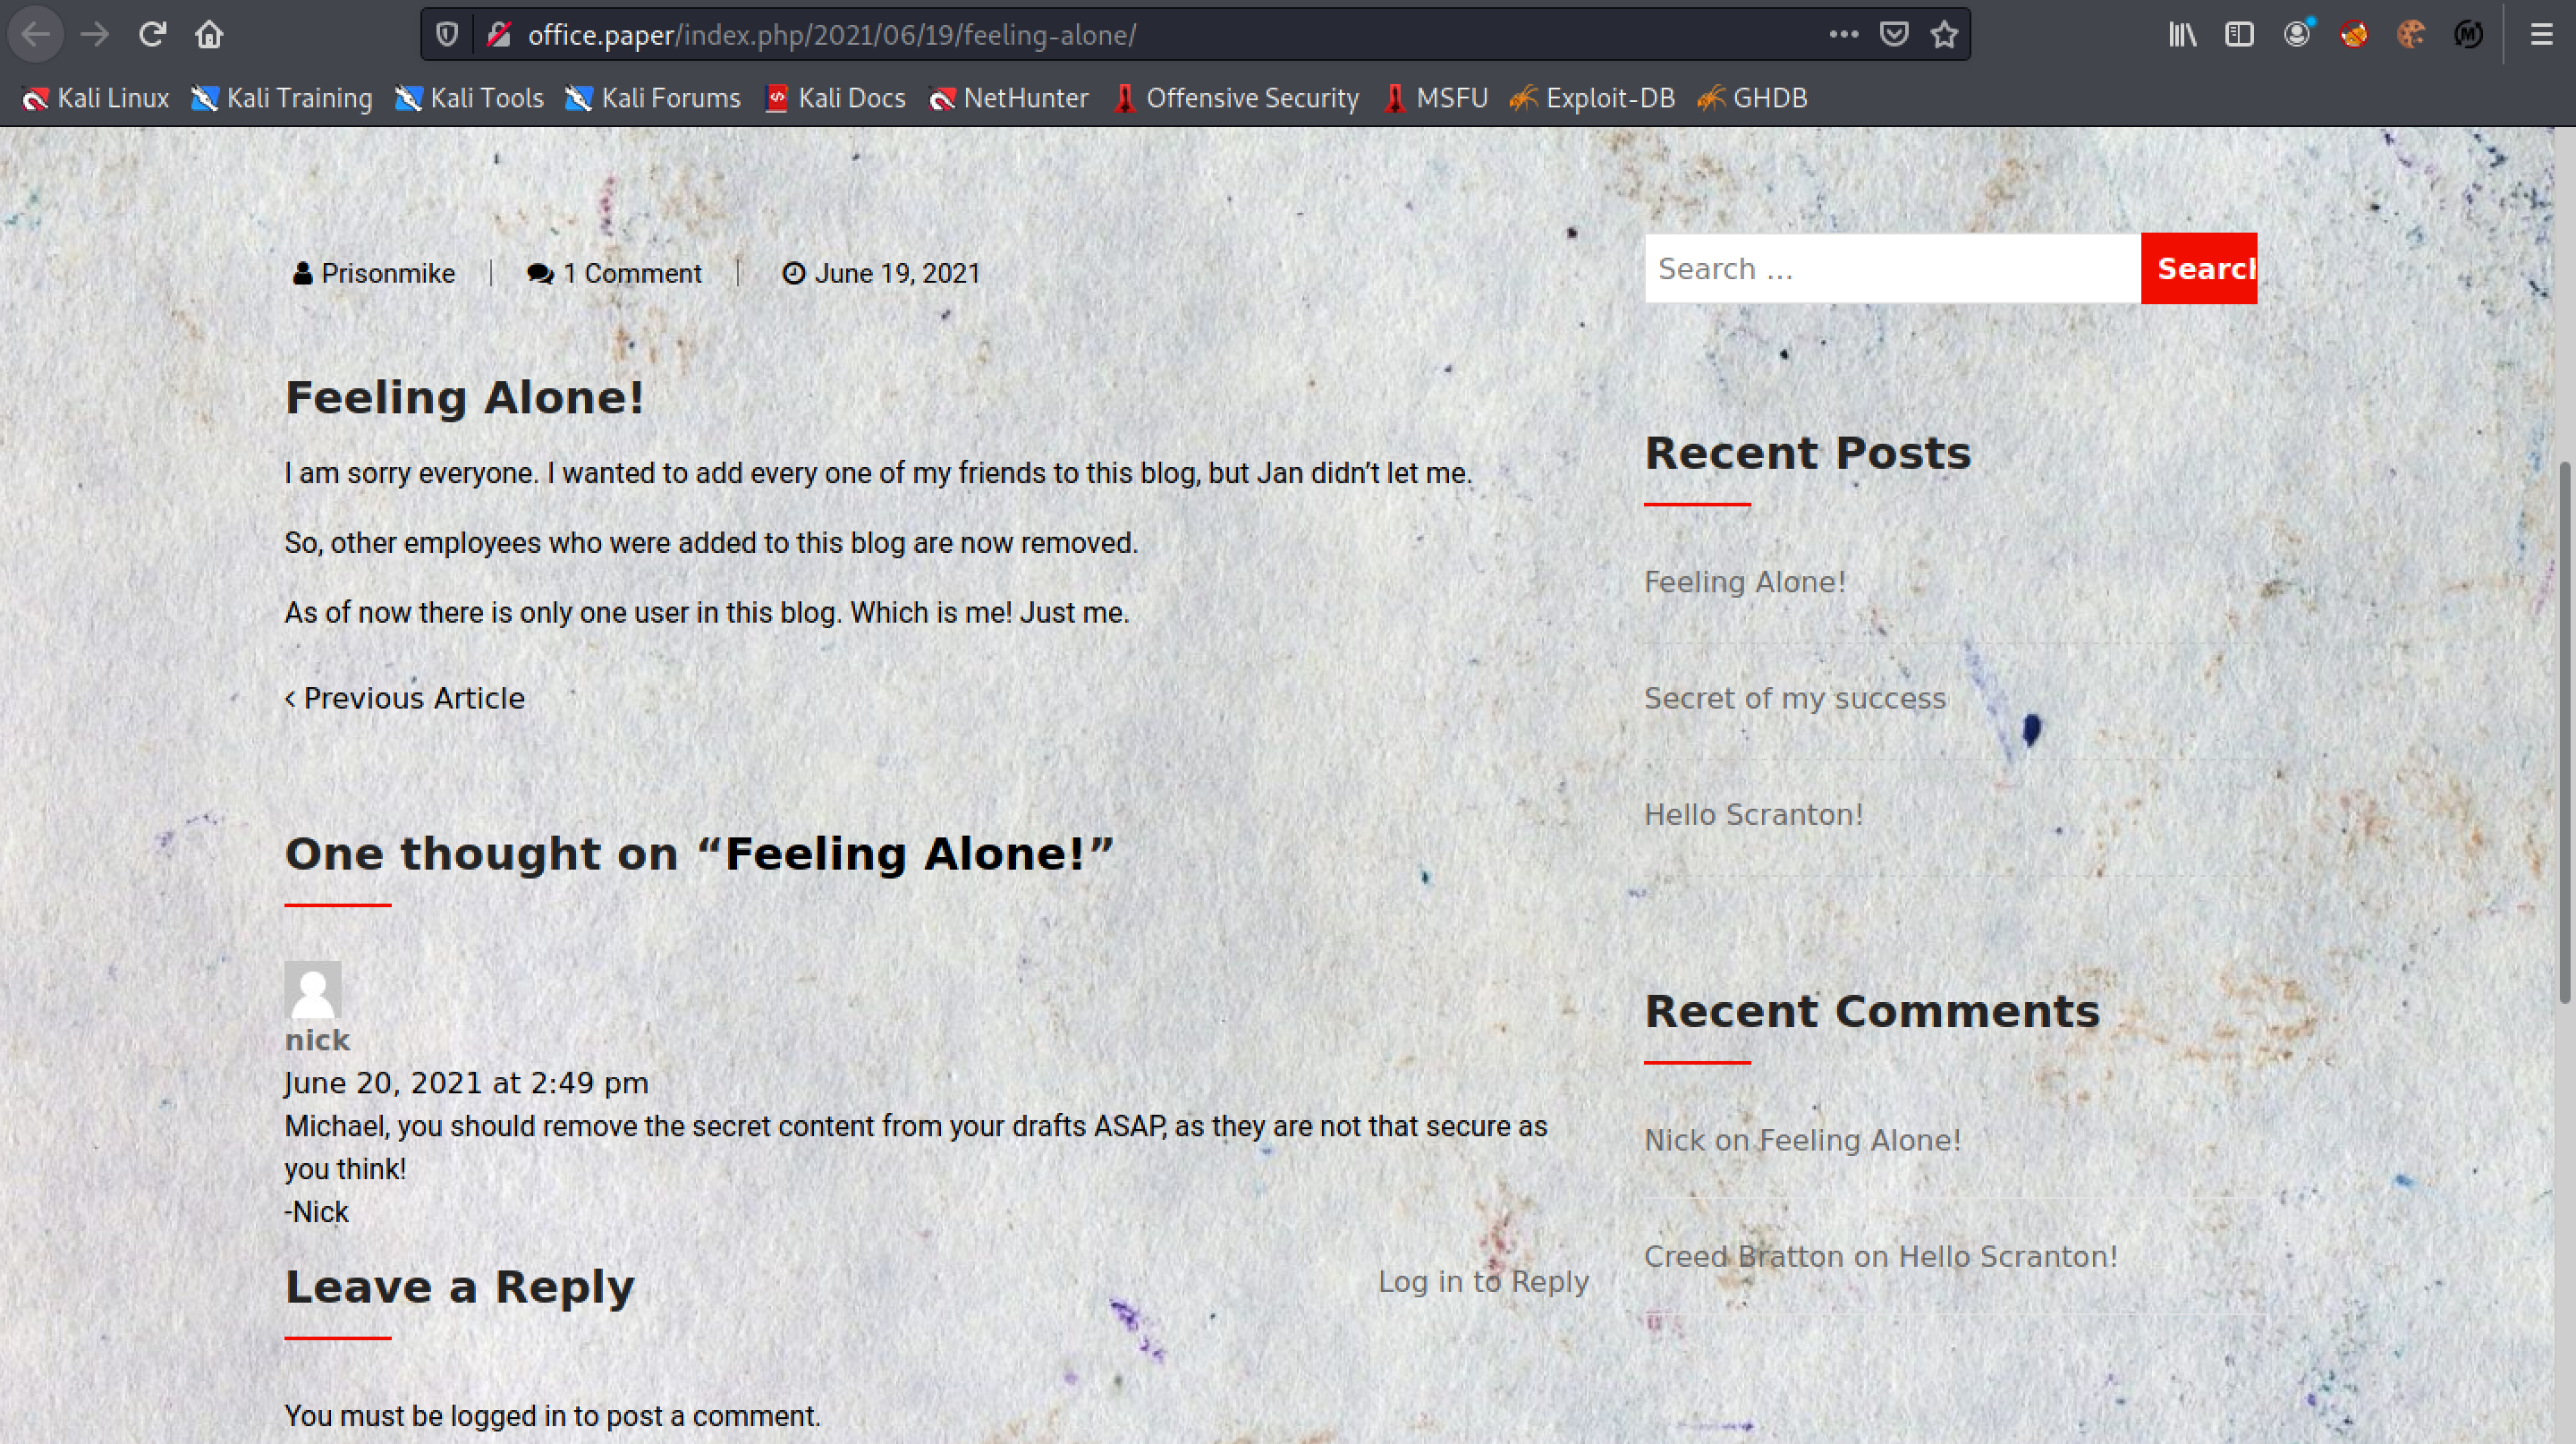 office.paper/index.php/2021/06/19/feeling-alone/
Kali Linux Kali Training Kali Tools Kali Forums Kali Docs NetHunter Offensive Security MSFU Exploit-DB GHDB
Prisonmike | 1 Comment | June 19, 2021
Feeling Alone!
I am sorry everyone. I wanted to add every one of my friends to this blog, but Jan didn’t let me.
So, other employees who were added to this blog are now removed.
As of now there is only one user in this blog. Which is me! Just me.
‹ Previous Article
One thought on “Feeling Alone!”
nick
June 20, 2021 at 2:49 pm
Michael, you should remove the secret content from your drafts ASAP, as they are not that secure as
you think!
-Nick
Log in to Reply
Leave a Reply
You must be logged in to post a comment.
Search ...
Search
Recent Posts
Feeling Alone!
Secret of my success
Hello Scranton!
Recent Comments
Nick on Feeling Alone!
Creed Bratton on Hello Scranton!